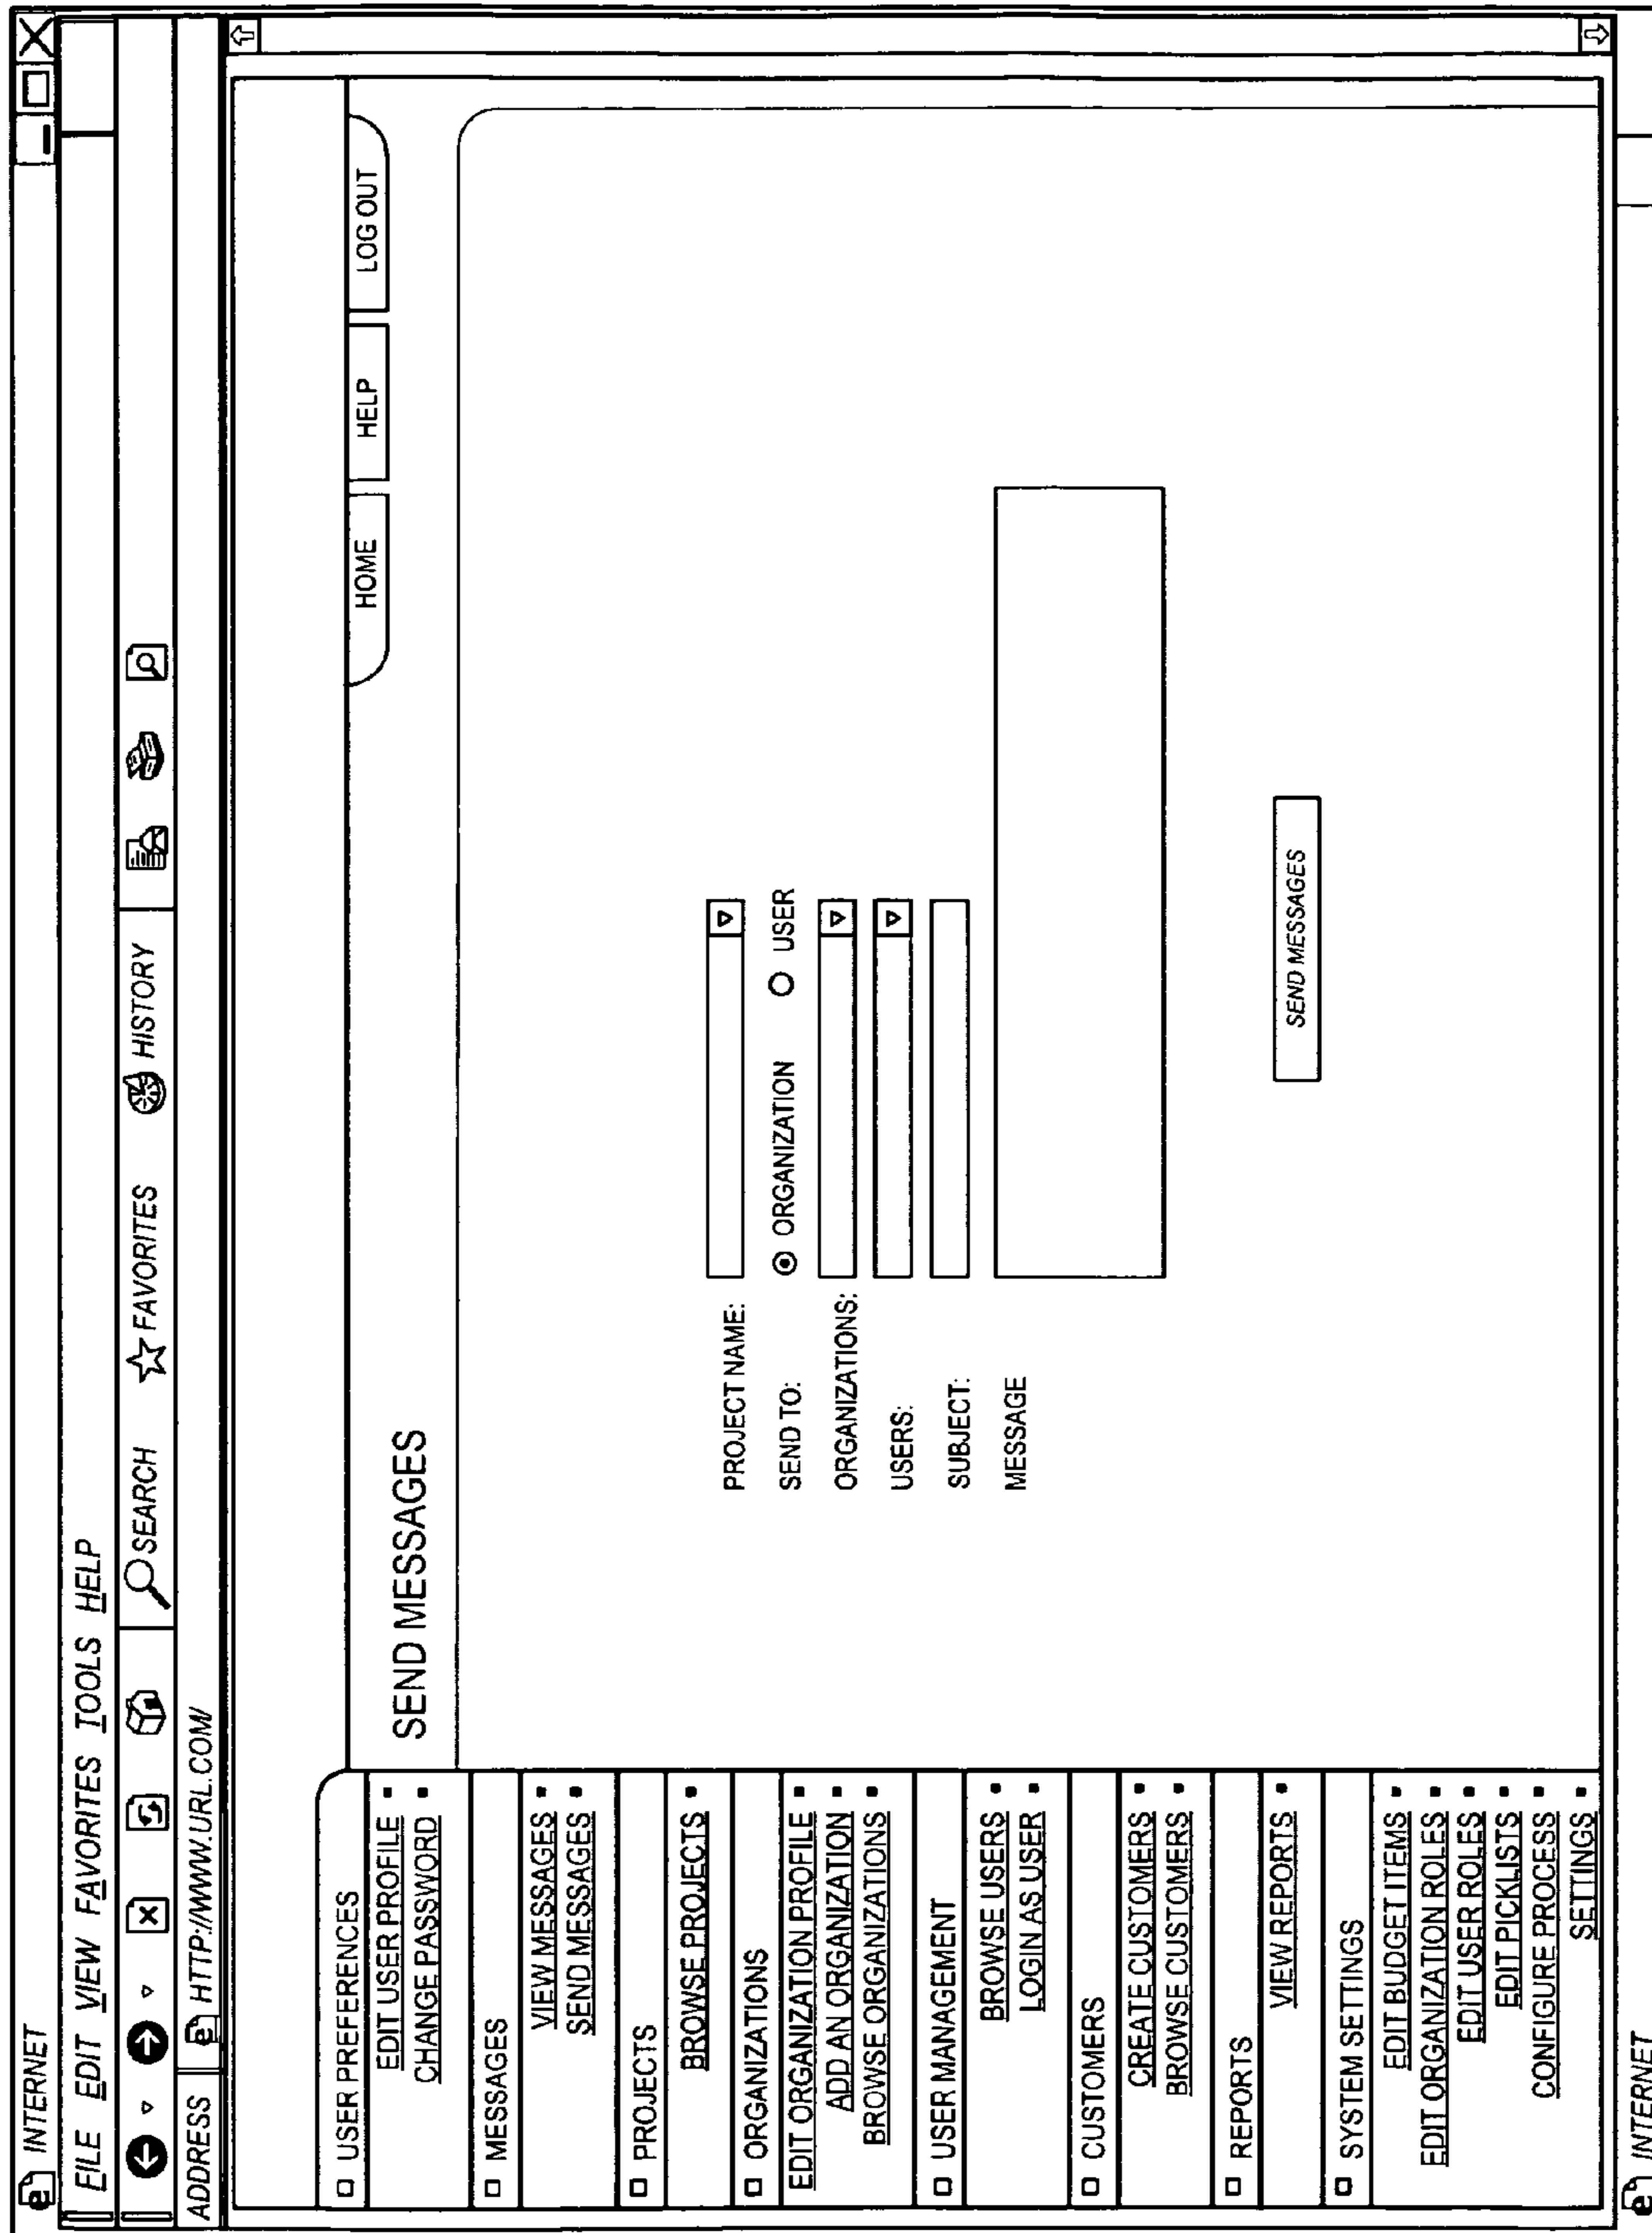 INTERNET
FILE EDIT VIEW FAVORITES TOOLS HELP
SEARCH FAVORITES HISTORY
ADDRESS HTTP://WWW.URL.COM/
HOME HELP LOG OUT
SEND MESSAGES
USER PREFERENCES
EDIT USER PROFILE
CHANGE PASSWORD
MESSAGES
VIEW MESSAGES
SEND MESSAGES
PROJECTS
BROWSE PROJECTS
ORGANIZATIONS
EDIT ORGANIZATION PROFILE
ADD AN ORGANIZATION
BROWSE ORGANIZATIONS
USER MANAGEMENT
BROWSE USERS
LOGIN AS USER
CUSTOMERS
CREATE CUSTOMERS
BROWSE CUSTOMERS
REPORTS
VIEW REPORTS
SYSTEM SETTINGS
EDIT BUDGET ITEMS
EDIT ORGANIZATION ROLES
EDIT USER ROLES
EDIT PICKLISTS
CONFIGURE PROCESS
SETTINGS
PROJECT NAME:
SEND TO: ORGANIZATION USER
ORGANIZATIONS:
USERS:
SUBJECT:
MESSAGE
SEND MESSAGES
INTERNET